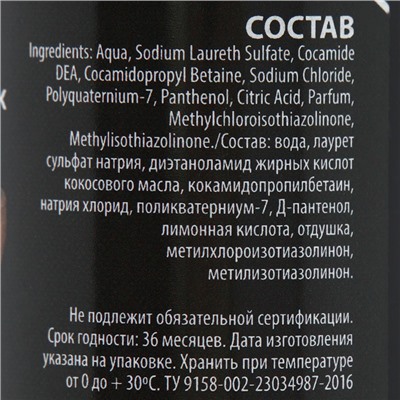 СОСТАВ
Ingredients: Aqua, Sodium Laureth Sulfate, Cocamide
DEA, Cocamidopropyl Betaine, Sodium Chloride,
Polyquaternium-7, Panthenol, Citric Acid, Parfum,
Methylchloroisothiazolinone,
Methylisothiazolinone./Состав: вода, лаурет
сульфат натрия, диэтаноламид жирных кислот
кокосового масла, кокамидопропилбетаин,
натрия хлорид, поликватерниум-7, Д-пантенол,
лимонная кислота, отдушка,
метилхлороизотиазолинон,
метилизотиазолинон.
Не подлежит обязательной сертификации.
Срок годности: 36 месяцев. Дата изготовления
указана на упаковке. Хранить при температуре
от 0 до + 30ºС. ТУ 9158-002-23034987-2016